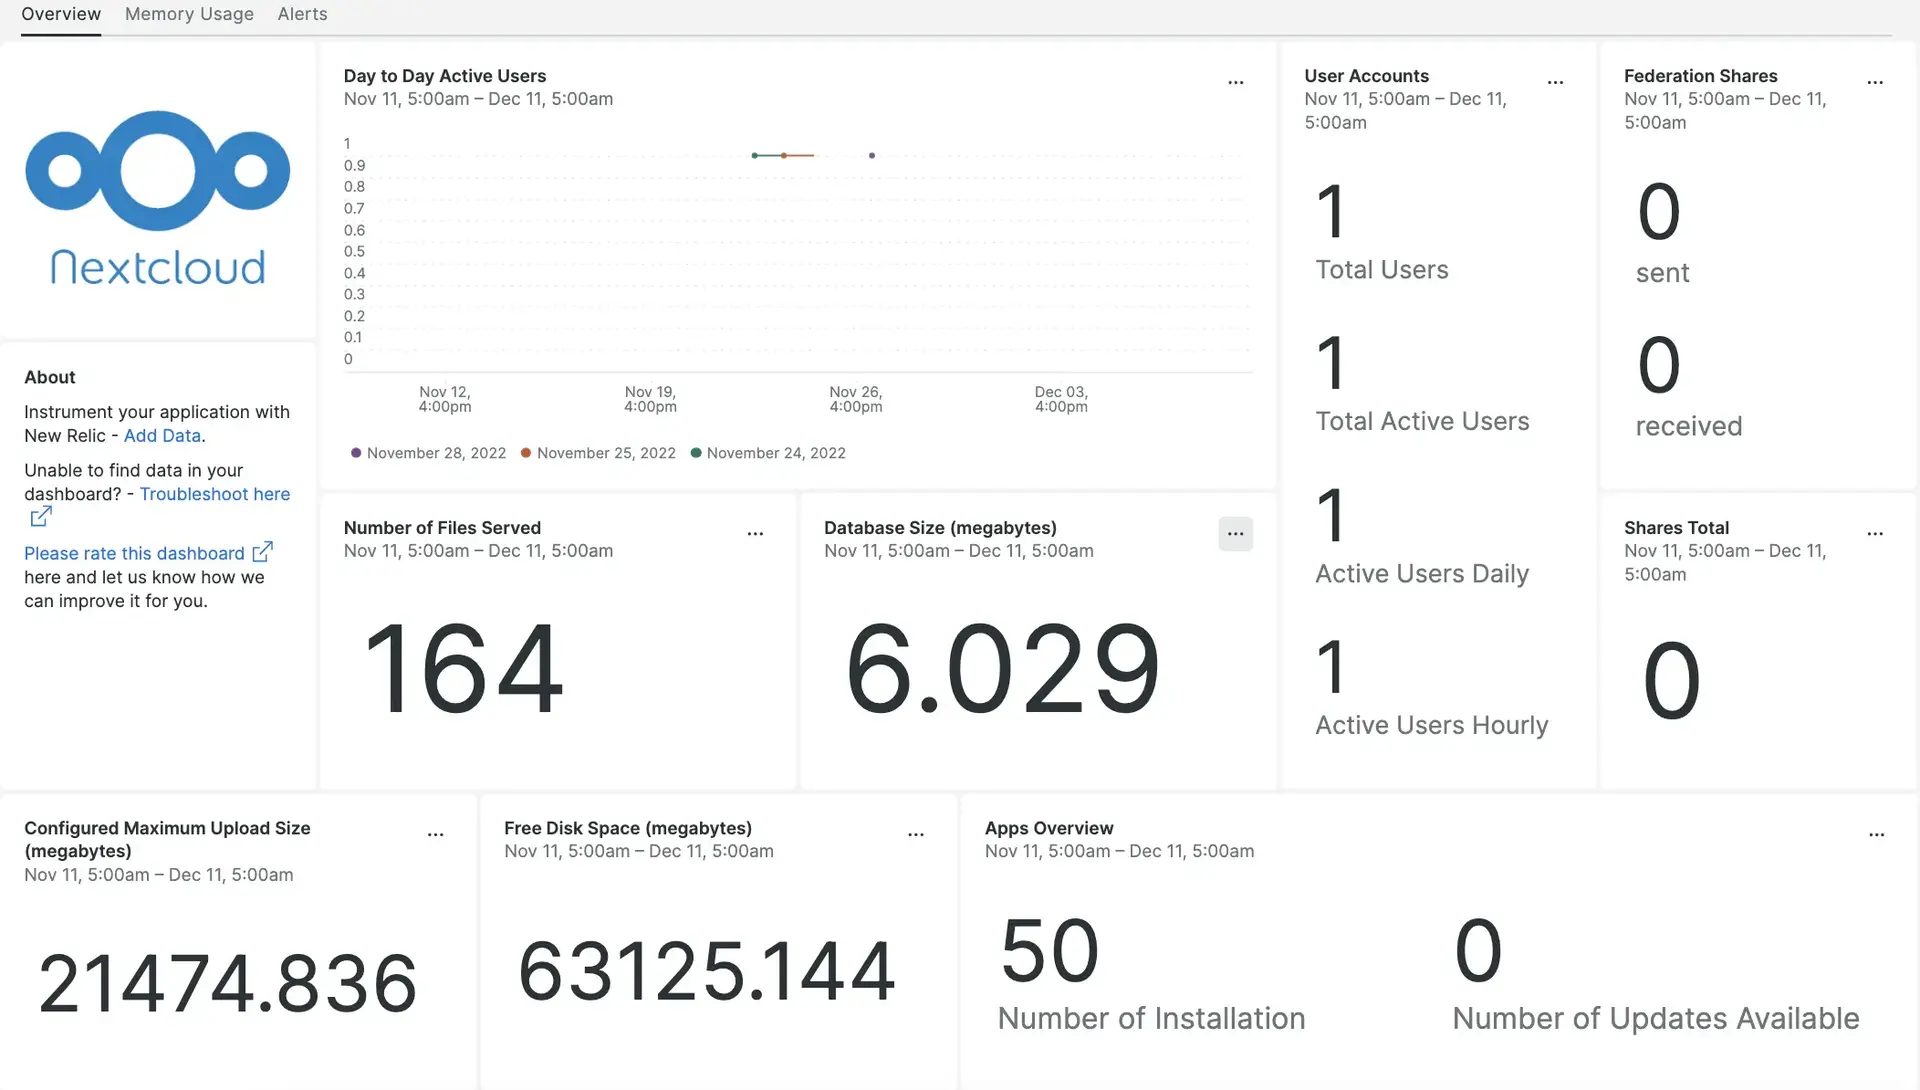 Overview Memory Usage Alerts
Nextcloud
About
Instrument your application with
New Relic - Add Data.
Unable to find data in your
dashboard? - Troubleshoot here
Please rate this dashboard
here and let us know how we
can improve it for you.
Day to Day Active Users
Nov 11, 5:00am – Dec 11, 5:00am
...
1
0.9
0.8
0.7
0.6
0.5
0.4
0.3
0.2
0.1
0
Nov 12,
4:00pm
Nov 19,
4:00pm
Nov 26,
4:00pm
Dec 03,
4:00pm
November 28, 2022 November 25, 2022 November 24, 2022
User Accounts
Nov 11, 5:00am – Dec 11,
5:00am
...
1
Total Users
1
Total Active Users
1
Active Users Daily
1
Active Users Hourly
Federation Shares
Nov 11, 5:00am – Dec 11,
5:00am
...
0
sent
0
received
Number of Files Served
Nov 11, 5:00am – Dec 11, 5:00am
...
164
Database Size (megabytes)
Nov 11, 5:00am – Dec 11, 5:00am
...
6.029
Shares Total
Nov 11, 5:00am – Dec 11,
5:00am
...
0
Configured Maximum Upload Size
(megabytes)
Nov 11, 5:00am – Dec 11, 5:00am
...
21474.836
Free Disk Space (megabytes)
Nov 11, 5:00am – Dec 11, 5:00am
...
63125.144
Apps Overview
Nov 11, 5:00am – Dec 11, 5:00am
...
50
Number of Installation
0
Number of Updates Available